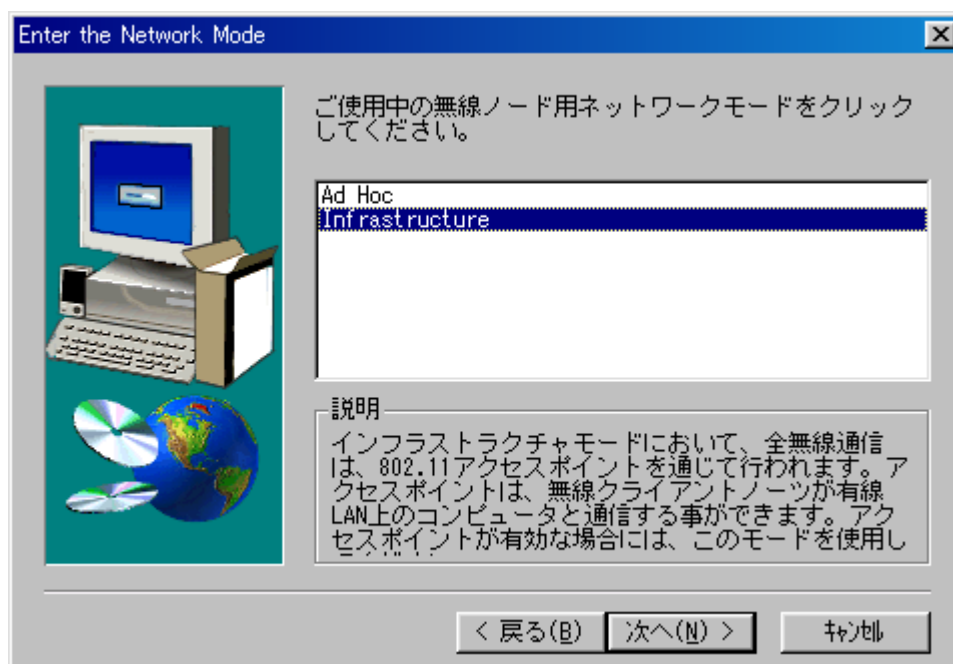 Enter the Network Mode
ご使用中の無線ノード用ネットワークモードをクリック
してください。
Ad Hoc
Infrastructure
説明
インフラストラクチャモードにおいて、全無線通信
は、802.11アクセスポイントを通じて行われます。ア
クセスポイントは、無線クライアントノーツが有線
LAN上のコンピュータと通信する事ができます。アク
セスポイントが有効な場合には、このモードを使用し
< 戻る(B)
次へ(N) >
ｷｬﾝｾﾙ